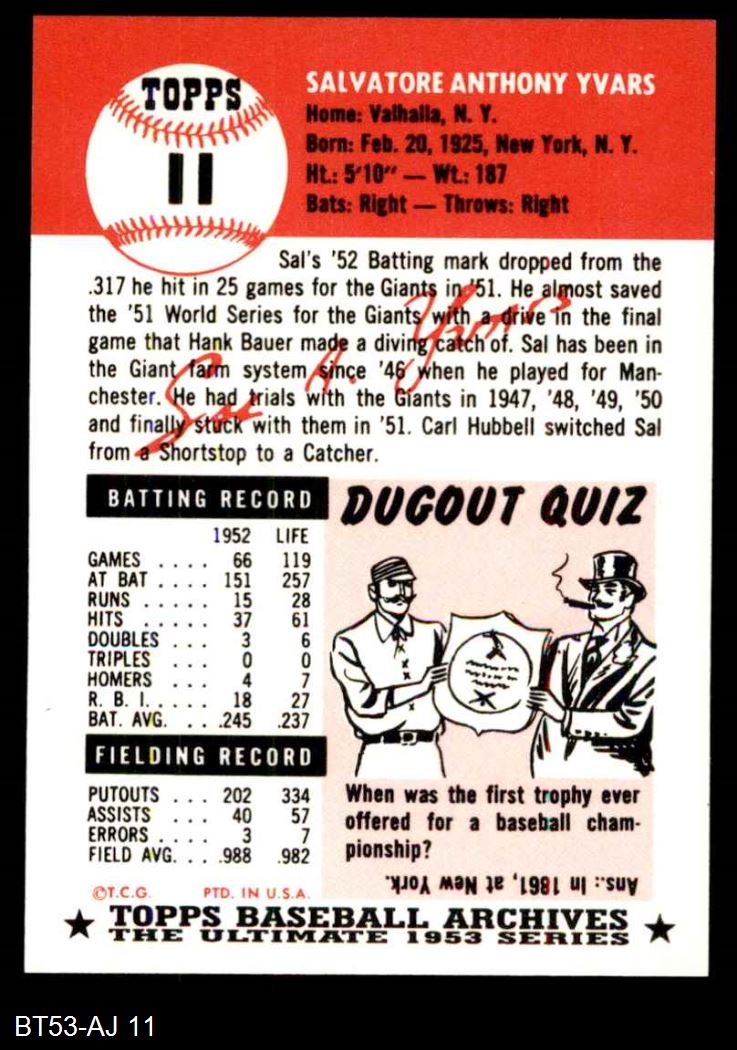 TOPPS
11
SALVATORE ANTHONY YVARS
Home: Valhalla, N. Y.
Born: Feb. 20, 1925, New York, N. Y.
Ht.: 5'10" — Wt.: 187
Bats: Right — Throws: Right
Sal's '52 Batting mark dropped from the
.317 he hit in 25 games for the Giants in '51. He almost saved
the '51 World Series for the Giants with a drive in the final
game that Hank Bauer made a diving catch of. Sal has been in
the Giant farm system since '46 when he played for Man-
chester. He had trials with the Giants in 1947, '48, '49, '50
and finally stuck with them in '51. Carl Hubbell switched Sal
from a Shortstop to a Catcher.
Sal A. Yvars
BATTING RECORD
1952 LIFE
GAMES . . . . 66 119
AT BAT . . . . 151 257
RUNS . . . . . 15 28
HITS . . . . . 37 61
DOUBLES . . . 3 6
TRIPLES . . . 0 0
HOMERS . . . . 4 7
R. B. I. . . . . . 18 27
BAT. AVG. . . . .245 .237
FIELDING RECORD
PUTOUTS . . . 202 334
ASSISTS . . . . 40 57
ERRORS . . . . 3 7
FIELD AVG. . . . .988 .982
©T.C.G. PTD. IN U.S.A.
DUGOUT QUIZ
When was the first trophy ever
offered for a baseball cham-
pionship?
Ans.: In 1861, at New York.
★ TOPPS BASEBALL ARCHIVES ★
THE ULTIMATE 1953 SERIES
BT53-AJ 11